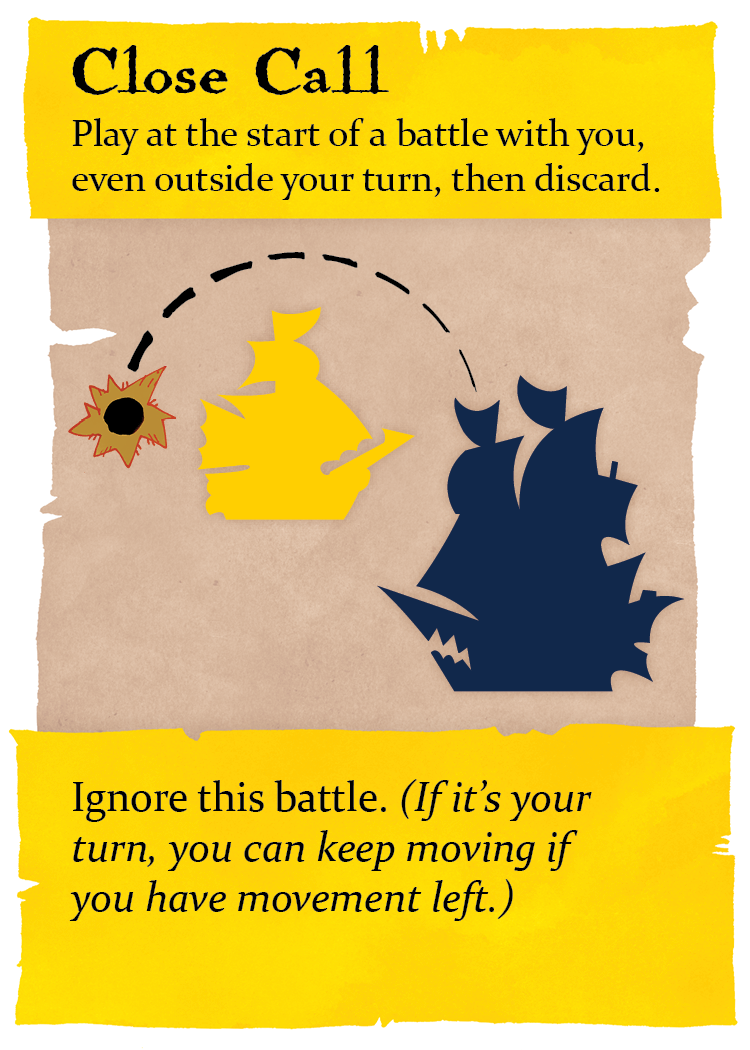 Close Call
Play at the start of a battle with you,
even outside your turn, then discard.
Ignore this battle. (If it’s your
turn, you can keep moving if
you have movement left.)